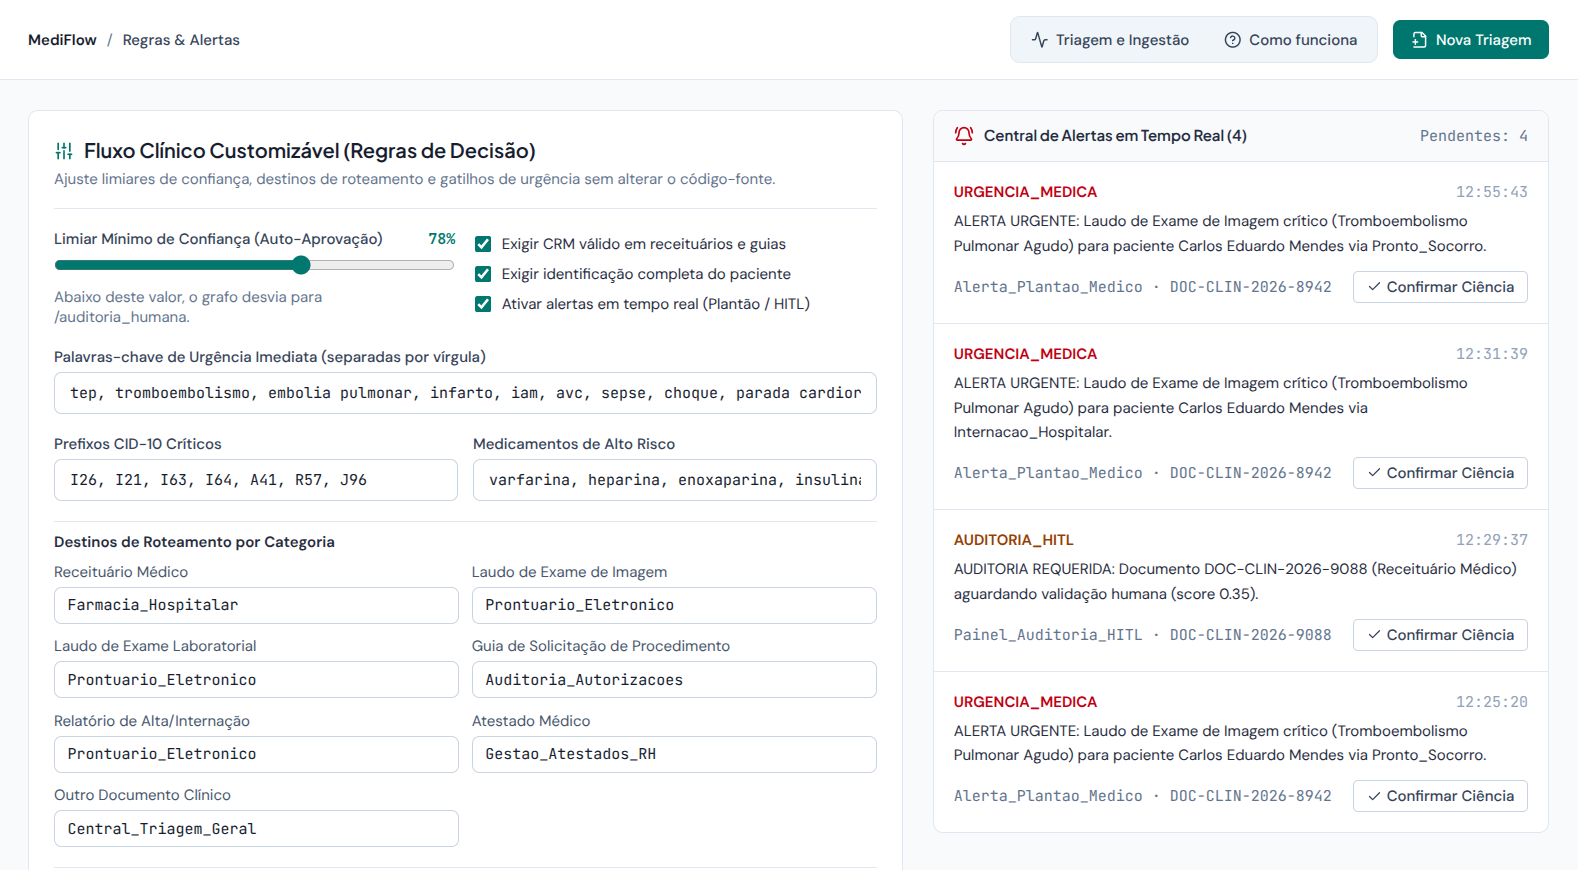 MediFlow / Regras & Alertas
Triagem e Ingestão
Como funciona
Nova Triagem
Fluxo Clínico Customizável (Regras de Decisão)
Ajuste limiares de confiança, destinos de roteamento e gatilhos de urgência sem alterar o código-fonte.
Limiar Mínimo de Confiança (Auto-Aprovação) 78%
Abaixo deste valor, o grafo desvia para
/auditoria_humana.
Exigir CRM válido em receituários e guias
Exigir identificação completa do paciente
Ativar alertas em tempo real (Plantão / HITL)
Palavras-chave de Urgência Imediata (separadas por vírgula)
tep, tromboembolismo, embolia pulmonar, infarto, iam, avc, sepse, choque, parada cardior
Prefixos CID-10 Críticos
I26, I21, I63, I64, A41, R57, J96
Medicamentos de Alto Risco
varfarina, heparina, enoxaparina, insulina
Destinos de Roteamento por Categoria
Receituário Médico
Farmacia_Hospitalar
Laudo de Exame de Imagem
Prontuario_Eletronico
Laudo de Exame Laboratorial
Prontuario_Eletronico
Guia de Solicitação de Procedimento
Auditoria_Autorizacoes
Relatório de Alta/Internação
Prontuario_Eletronico
Atestado Médico
Gestao_Atestados_RH
Outro Documento Clínico
Central_Triagem_Geral
Central de Alertas em Tempo Real (4)
Pendentes: 4
URGENCIA_MEDICA 12:55:43
ALERTA URGENTE: Laudo de Exame de Imagem crítico (Tromboembolismo
Pulmonar Agudo) para paciente Carlos Eduardo Mendes via Pronto_Socorro.
Alerta_Plantao_Medico · DOC-CLIN-2026-8942
Confirmar Ciência
URGENCIA_MEDICA 12:31:39
ALERTA URGENTE: Laudo de Exame de Imagem crítico (Tromboembolismo
Pulmonar Agudo) para paciente Carlos Eduardo Mendes via
Internacao_Hospitalar.
Alerta_Plantao_Medico · DOC-CLIN-2026-8942
Confirmar Ciência
AUDITORIA_HITL 12:29:37
AUDITORIA REQUERIDA: Documento DOC-CLIN-2026-9088 (Receituário Médico)
aguardando validação humana (score 0.35).
Painel_Auditoria_HITL · DOC-CLIN-2026-9088
Confirmar Ciência
URGENCIA_MEDICA 12:25:20
ALERTA URGENTE: Laudo de Exame de Imagem crítico (Tromboembolismo
Pulmonar Agudo) para paciente Carlos Eduardo Mendes via Pronto_Socorro.
Alerta_Plantao_Medico · DOC-CLIN-2026-8942
Confirmar Ciência